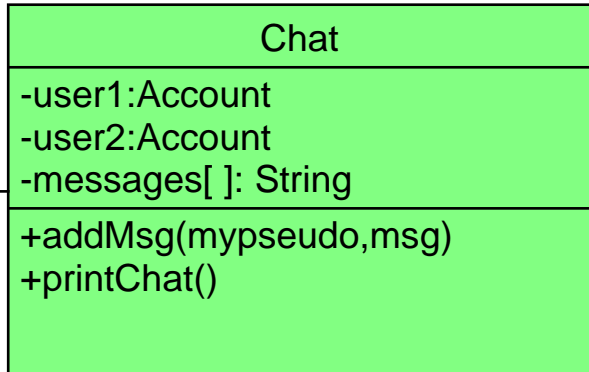 Chat
-user1:Account
-user2:Account
-messages[ ]: String
+addMsg(mypseudo,msg)
+printChat()